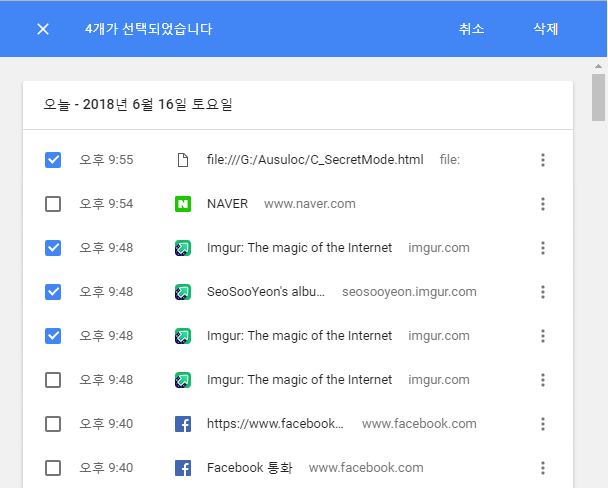 4개가 선택되었습니다 취소 삭제
오늘 - 2018년 6월 16일 토요일
오후 9:55 file:///G:/Ausuloc/C_SecretMode.html file:
오후 9:54 NAVER www.naver.com
오후 9:48 Imgur: The magic of the Internet imgur.com
오후 9:48 SeoSooYeon's albu... seosooyeon.imgur.com
오후 9:48 Imgur: The magic of the Internet imgur.com
오후 9:48 Imgur: The magic of the Internet imgur.com
오후 9:40 https://www.facebook... www.facebook.com
오후 9:40 Facebook 통화 www.facebook.com